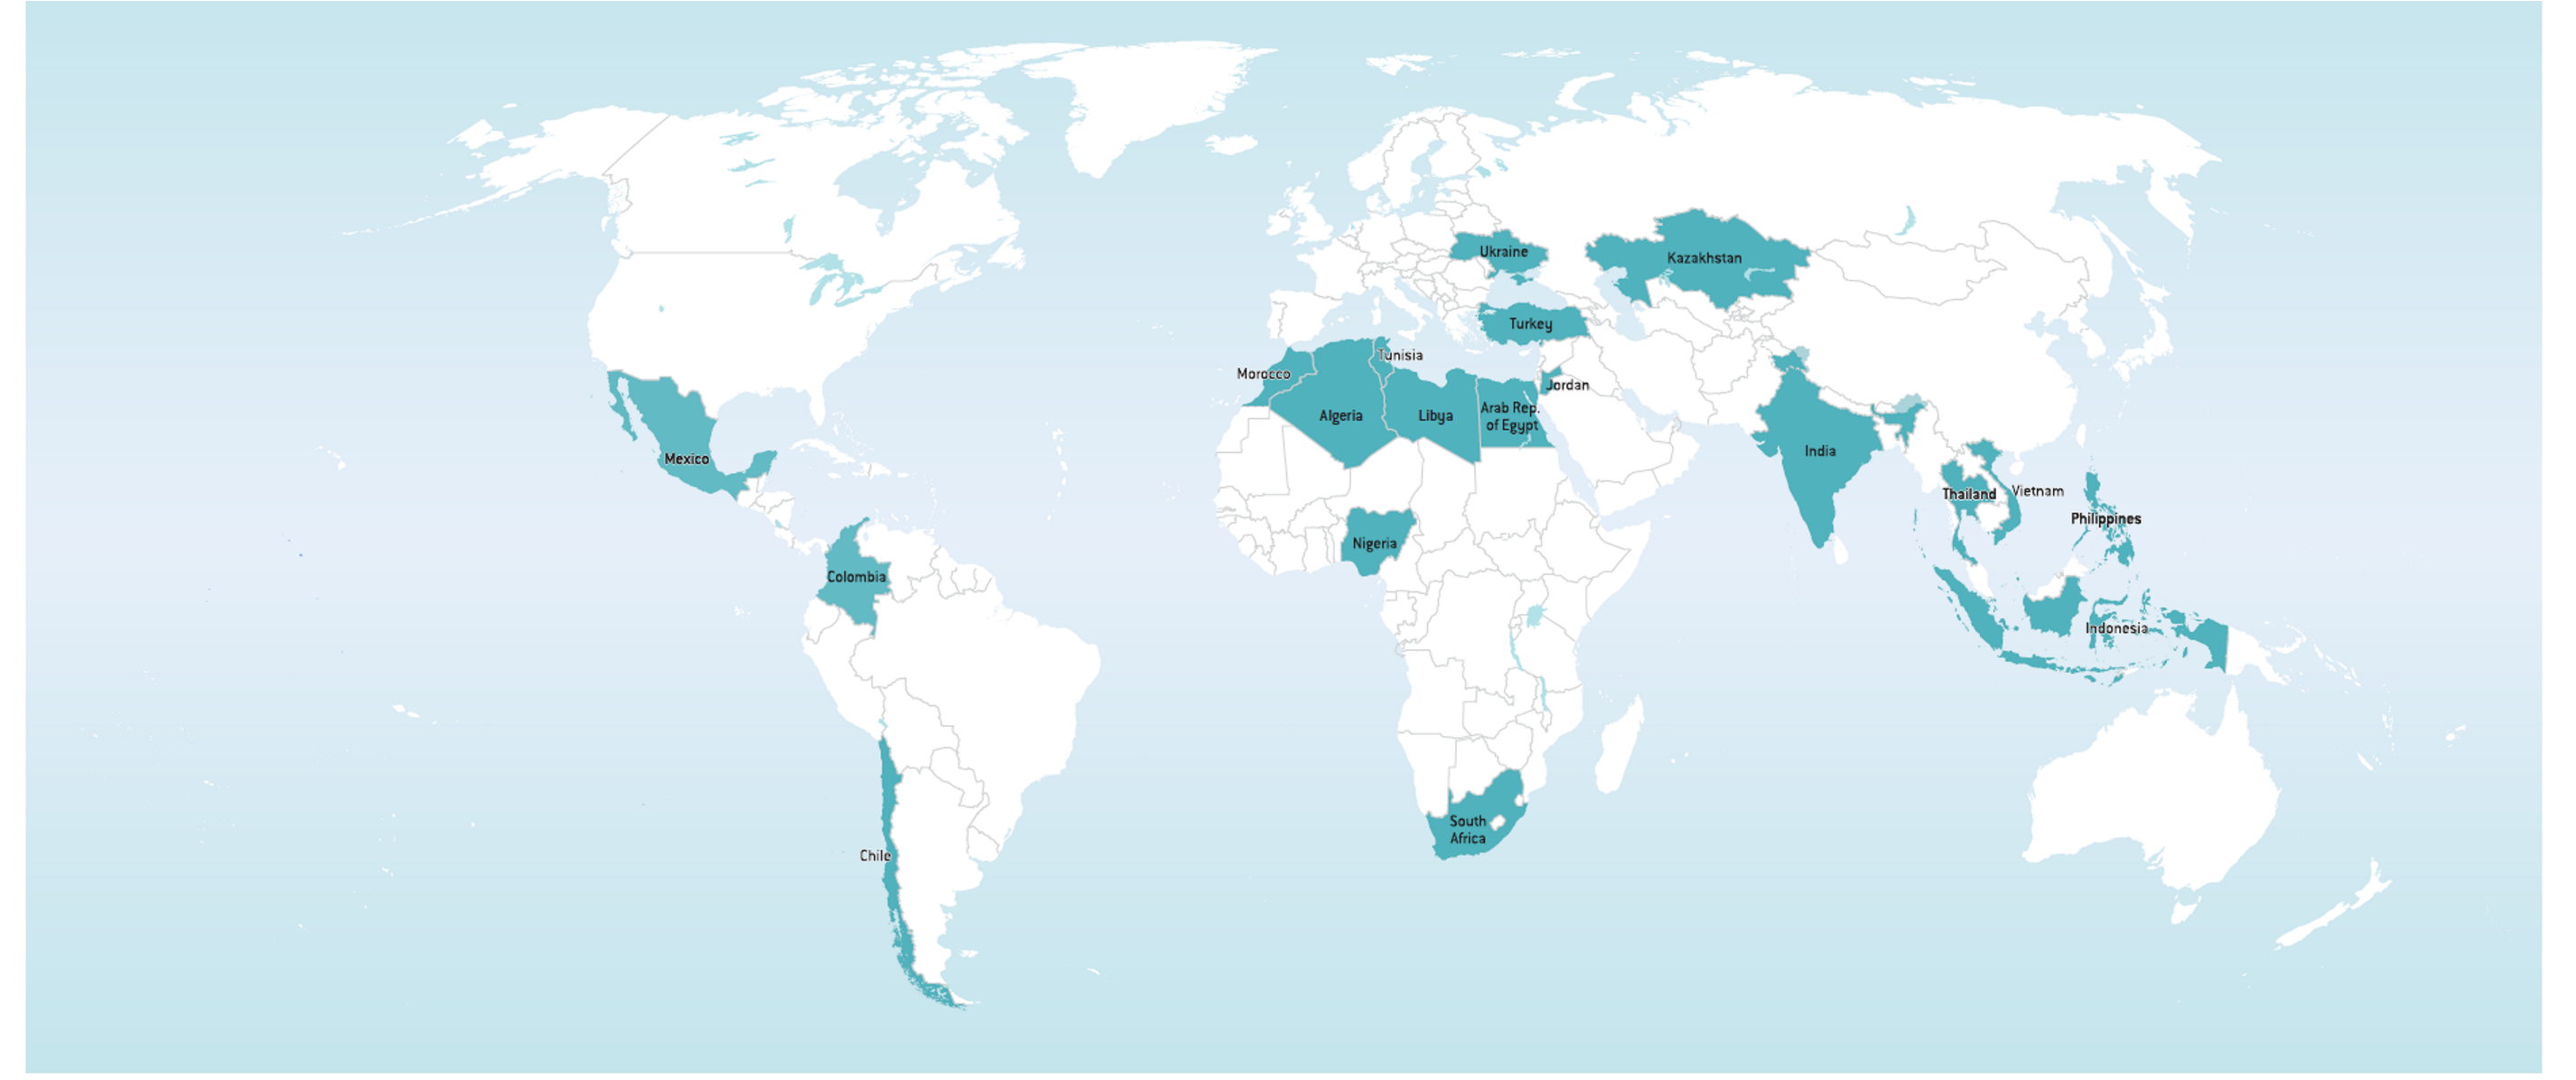 Ukraine
Kazakhstan
Turkey
Tunisia
Morocco
Jordan
Algeria
Libya
Arab Rep.
of Egypt
India
Mexico
Thailand
Vietnam
Philippines
Nigeria
Colombia
Indonesia
South
Africa
Chile